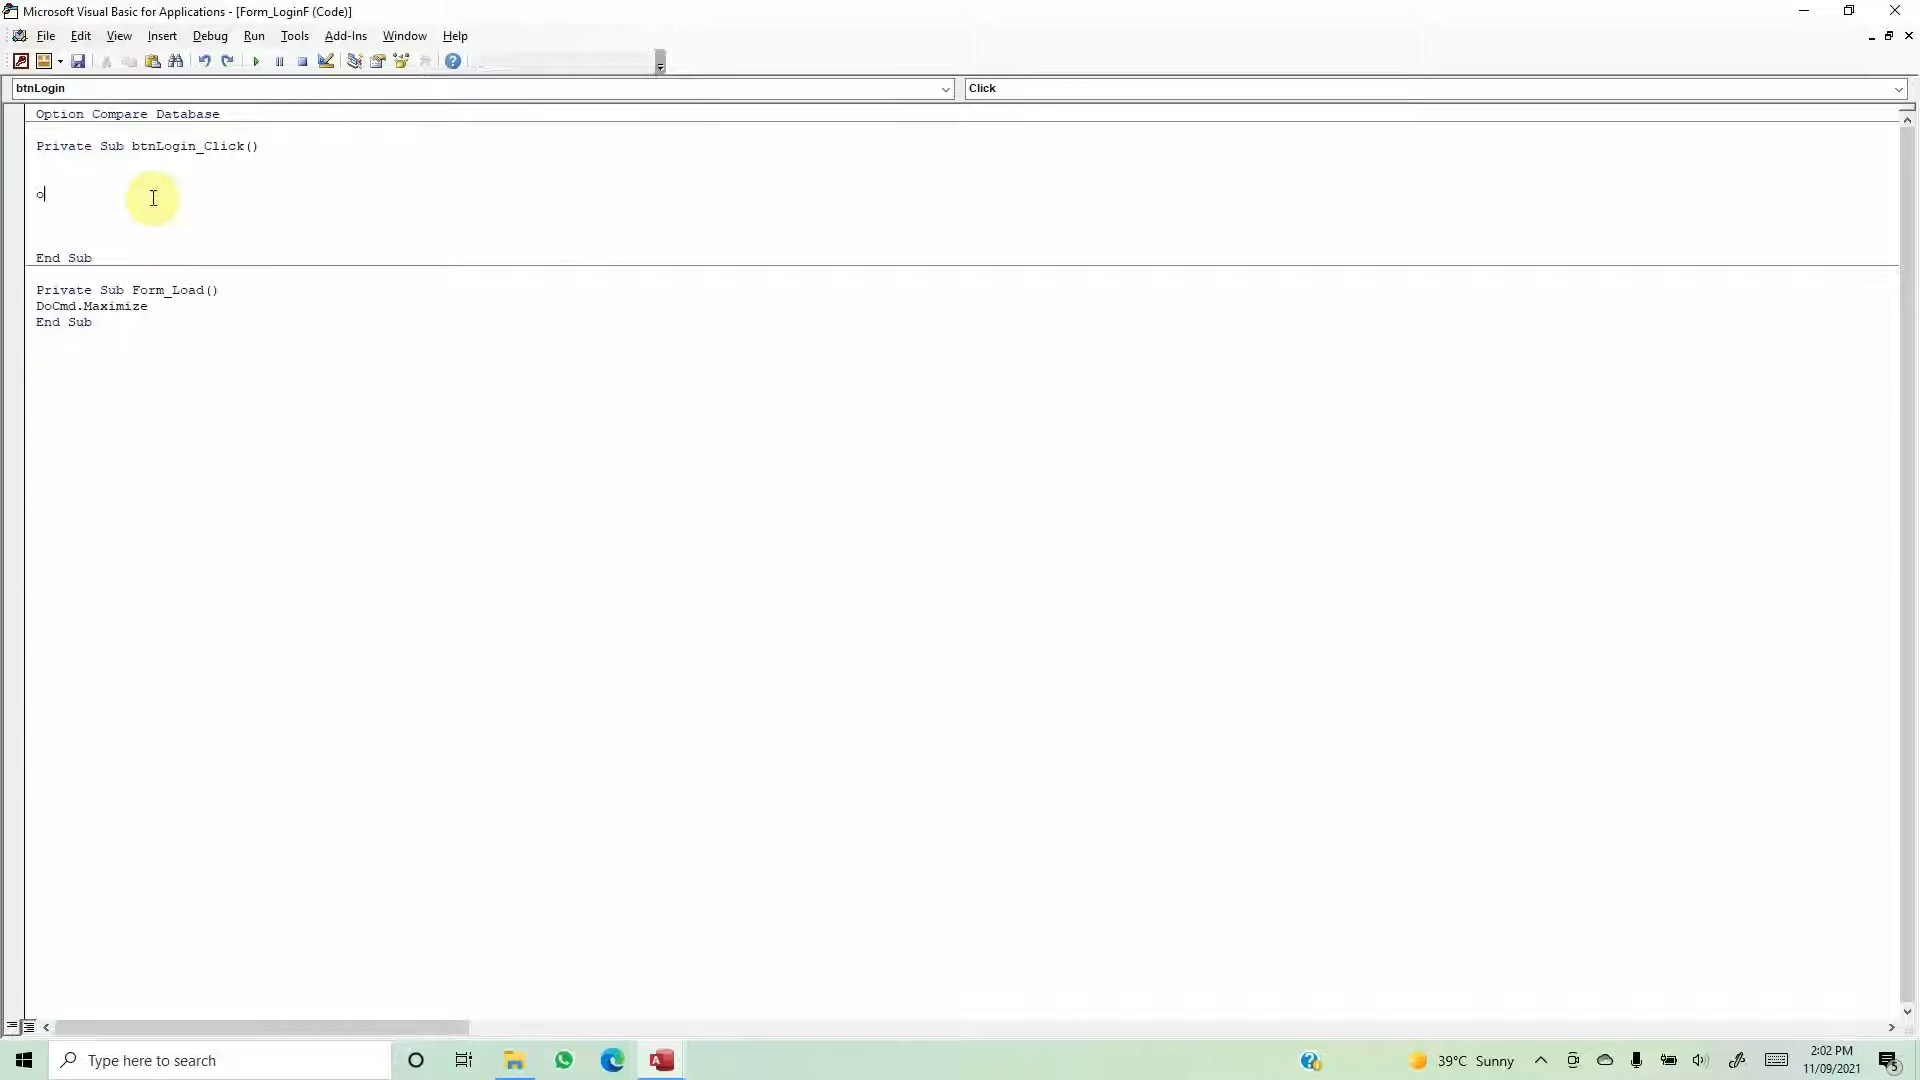 Microsoft Visual Basic for Applications - [Form_LoginF (Code)]
File Edit View Insert Debug Run Tools Add-Ins Window Help
btnLogin Click
Option Compare Database
Private Sub btnLogin_Click()
o
End Sub
Private Sub Form_Load()
DoCmd.Maximize
End Sub
Type here to search
39°C Sunny
2:02 PM
11/09/2021
5